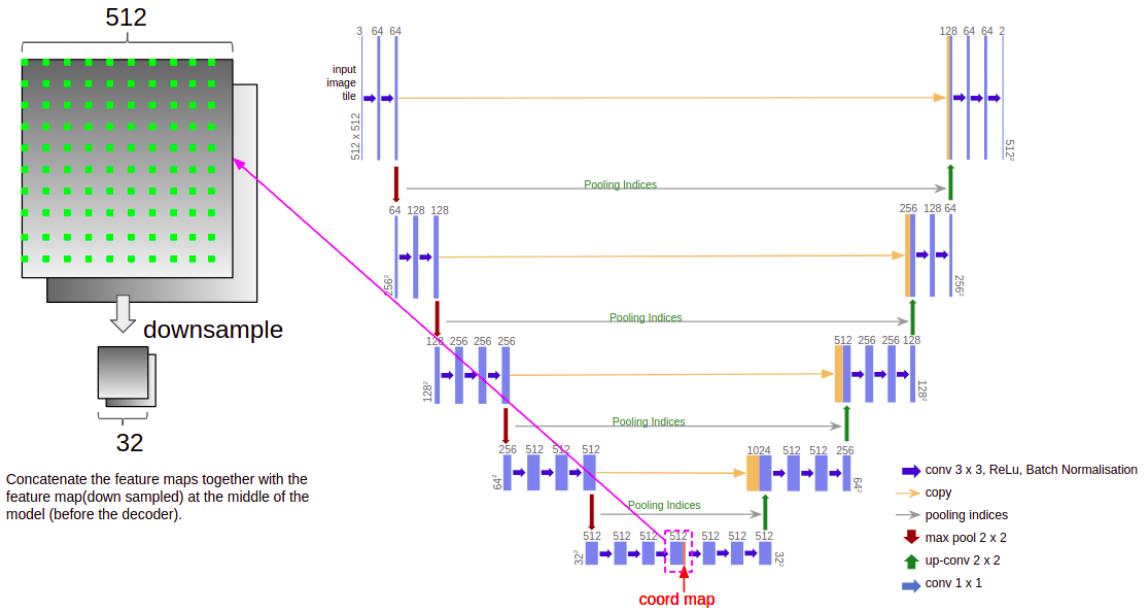 512
downsample
32
Concatenate the feature maps together with the
feature map(down sampled) at the middle of the
model (before the decoder).
3 64 64
input
image
tile
512 x 512
128 64 64 2
512²
Pooling Indices
64 128 128
256²
256 128 64
256²
Pooling Indices
128 256 256 256
128²
512 256 256 128
128²
Pooling Indices
256 512 512 512
64²
1024 512 512 256
64²
Pooling Indices
512 512 512 512 512 512 512
32²
32²
coord map
conv 3 x 3, ReLu, Batch Normalisation
copy
pooling indices
max pool 2 x 2
up-conv 2 x 2
conv 1 x 1